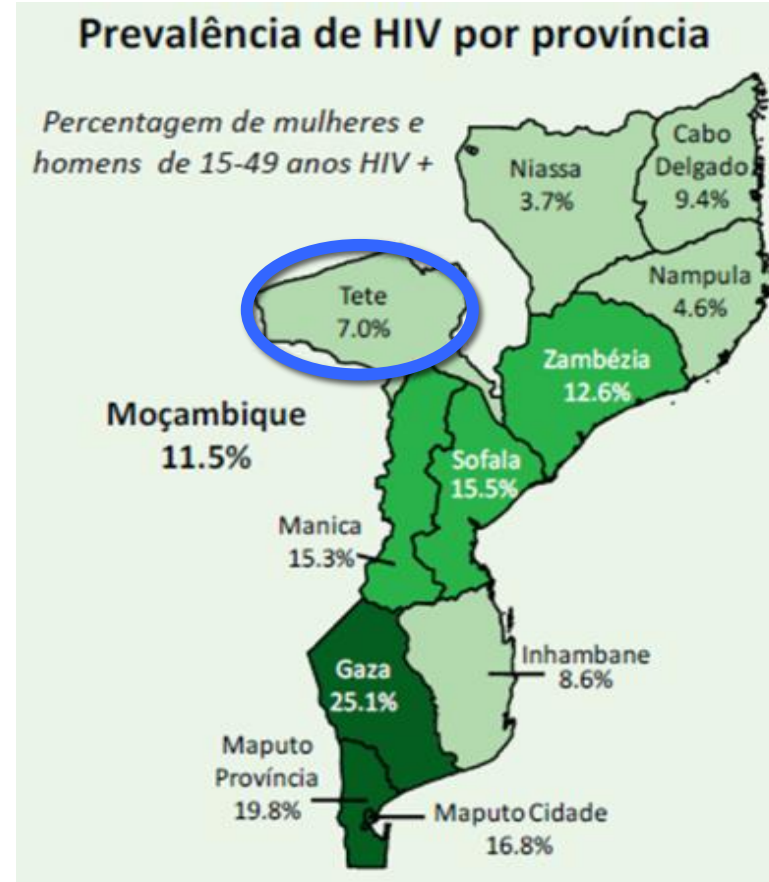 Prevalência de HIV por província
Percentagem de mulheres e
homens de 15-49 anos HIV +
Cabo
Delgado
9.4%
Niassa
3.7%
Nampula
4.6%
Tete
7.0%
Zambézia
12.6%
Moçambique
11.5%
Sofala
15.5%
Manica
15.3%
Inhambane
8.6%
Gaza
25.1%
Maputo
Província
19.8%
Maputo Cidade
16.8%